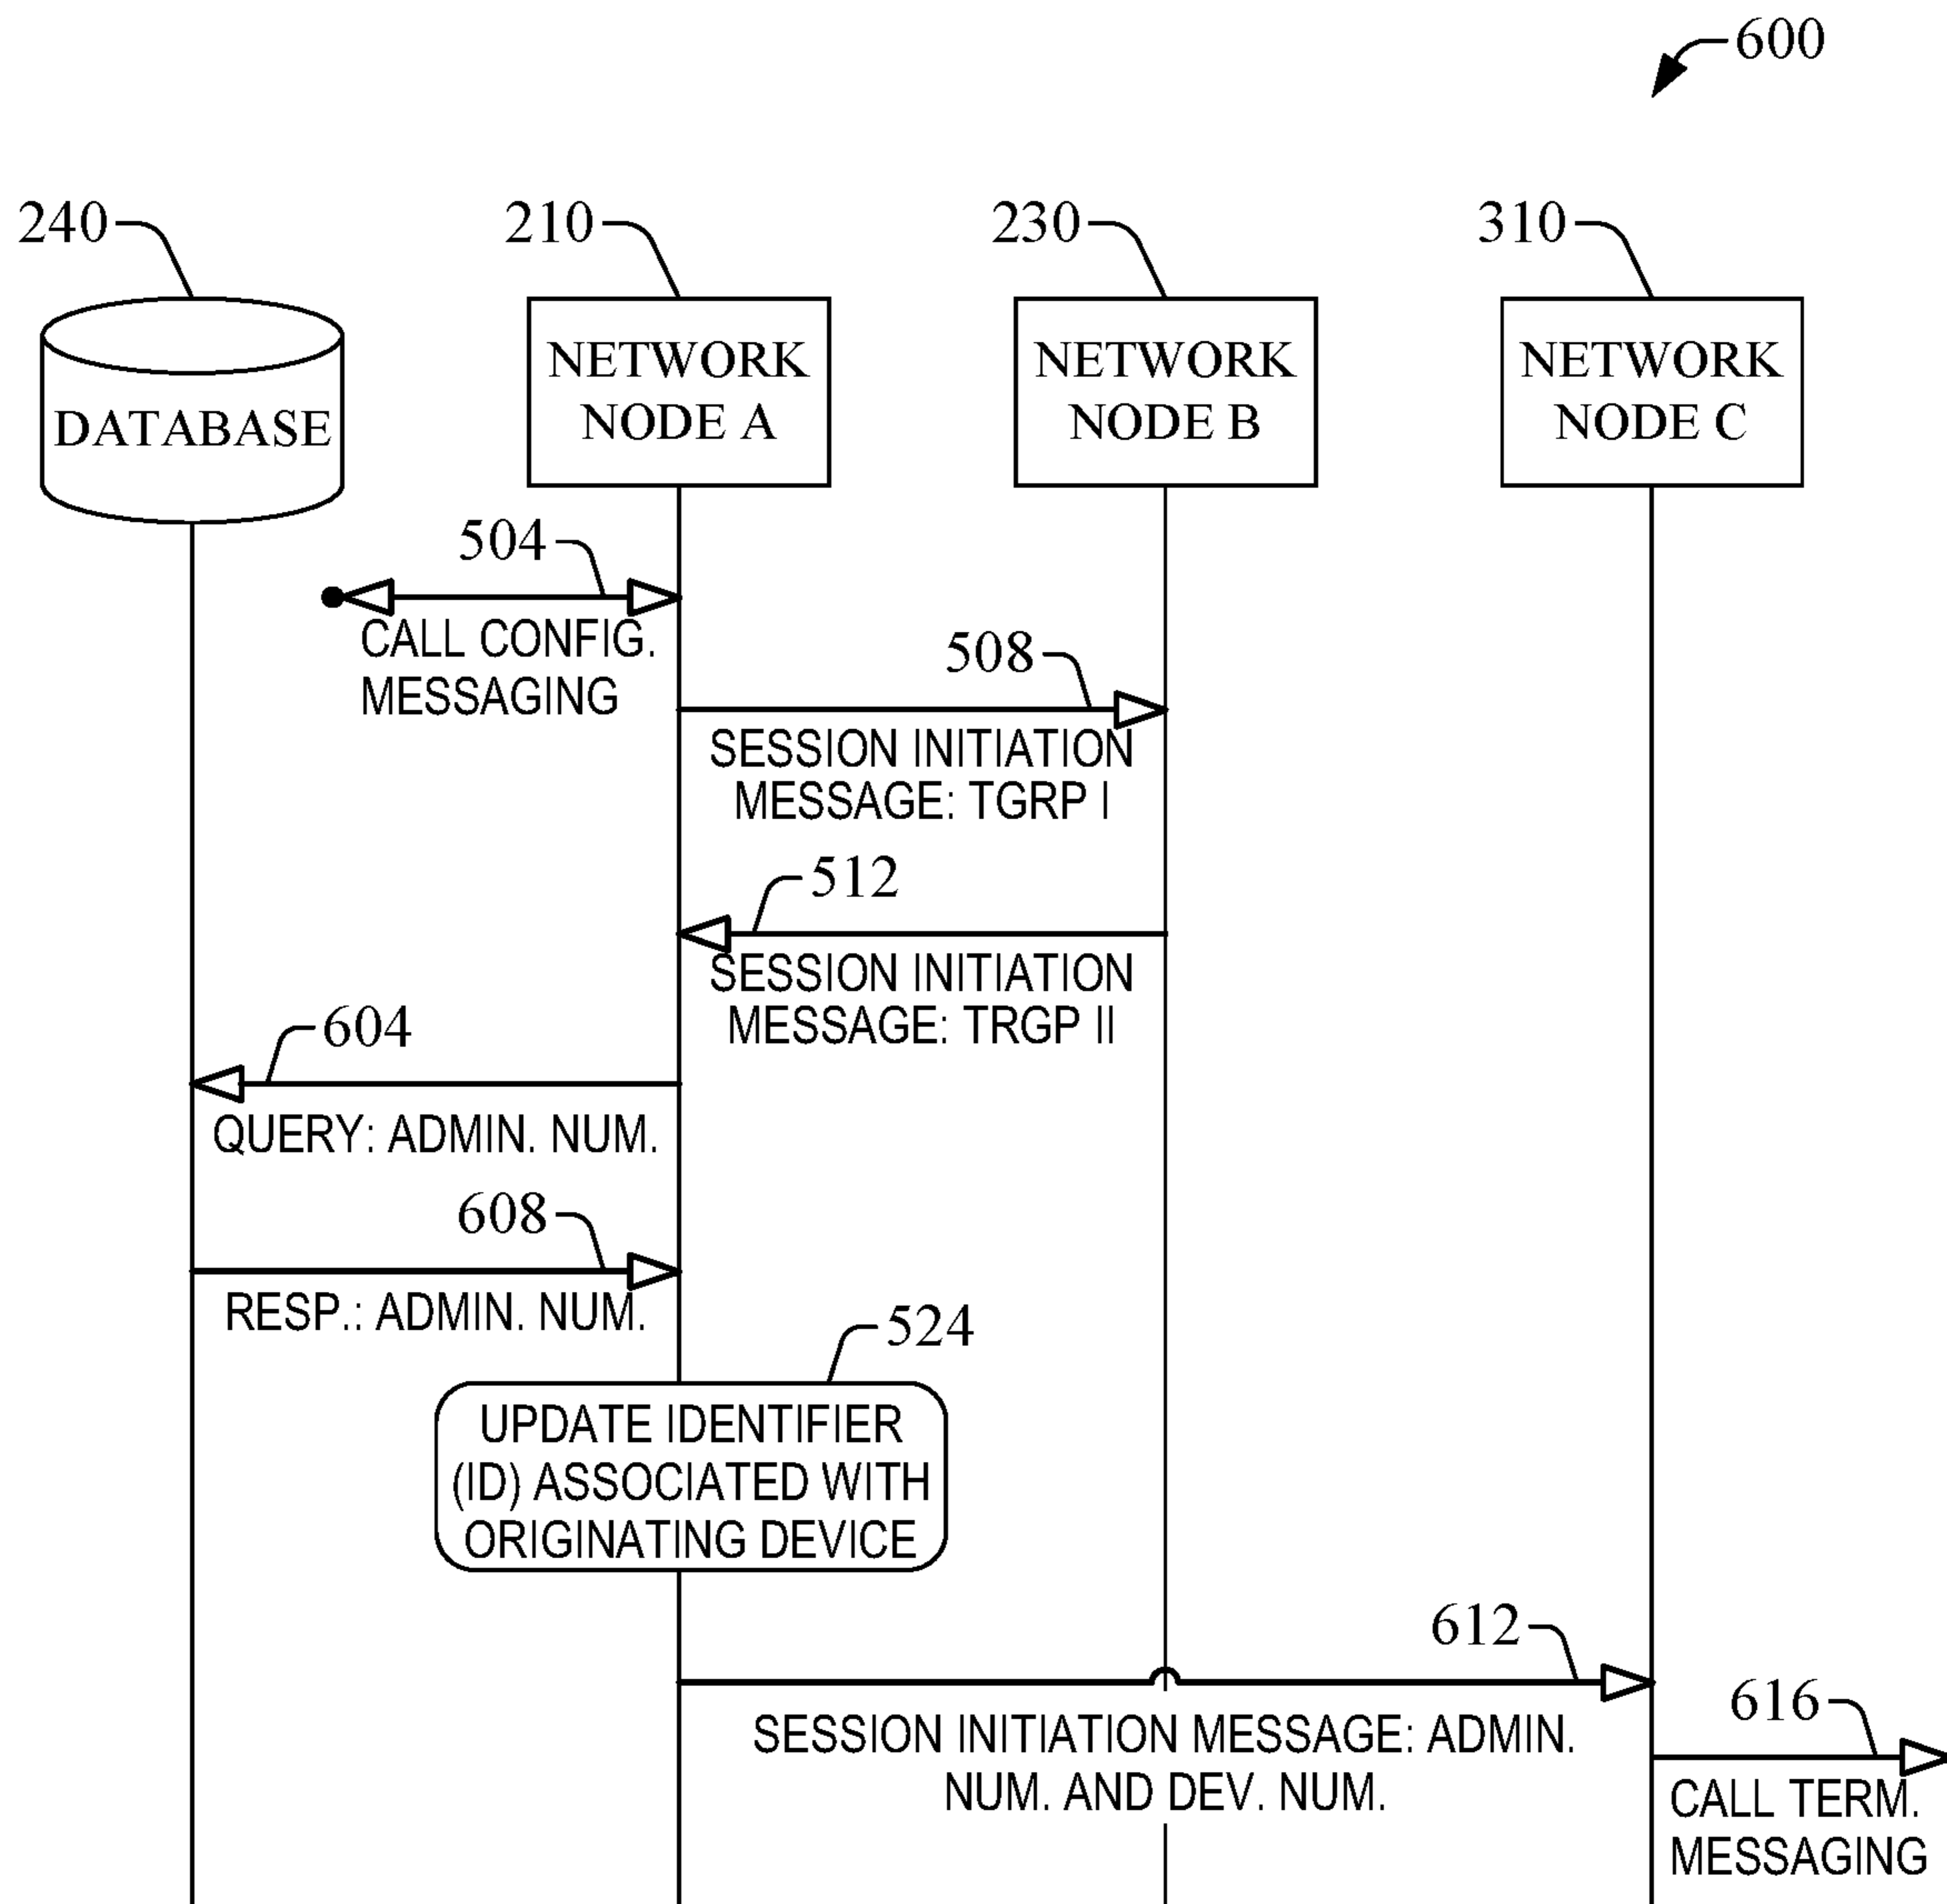 600
240
210
230
310
DATABASE
NETWORK
NODE A
NETWORK
NODE B
NETWORK
NODE C
504
CALL CONFIG.
MESSAGING
508
SESSION INITIATION
MESSAGE: TGRP I
512
SESSION INITIATION
MESSAGE: TRGP II
604
QUERY: ADMIN. NUM.
608
RESP.: ADMIN. NUM.
524
UPDATE IDENTIFIER
(ID) ASSOCIATED WITH
ORIGINATING DEVICE
612
SESSION INITIATION MESSAGE: ADMIN.
NUM. AND DEV. NUM.
616
CALL TERM.
MESSAGING